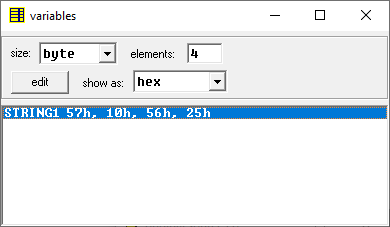 variables
size: byte elements: 4
edit show as: hex
STRING1 57h, 10h, 56h, 25h